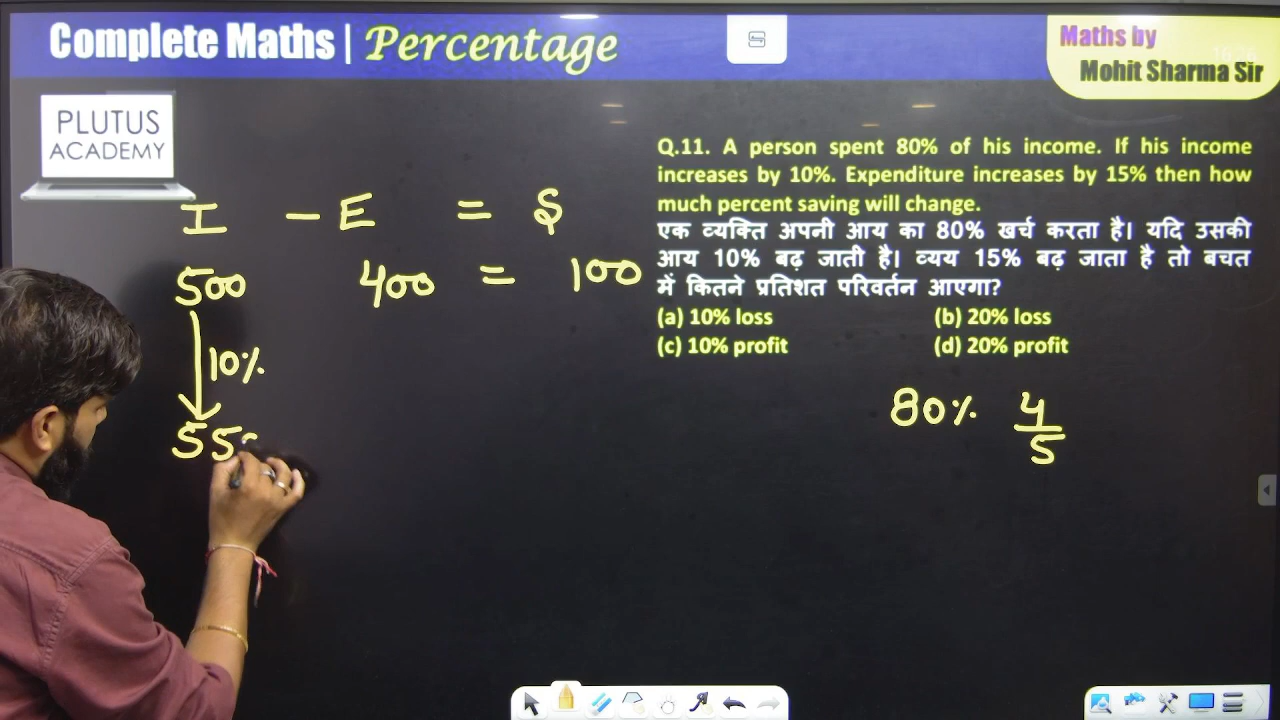 Complete Maths | Percentage
Maths by
Mohit Sharma Sir
PLUTUS
ACADEMY
Q.11. A person spent 80% of his income. If his income
increases by 10%. Expenditure increases by 15% then how
much percent saving will change.
एक व्यक्ति अपनी आय का 80% खर्च करता है। यदि उसकी
आय 10% बढ़ जाती है। व्यय 15% बढ़ जाता है तो बचत
में कितने प्रतिशत परिवर्तन आएगा?
(a) 10% loss (b) 20% loss
(c) 10% profit (d) 20% profit
I - E = S
500 400 = 100
10%
55
80% 4/5